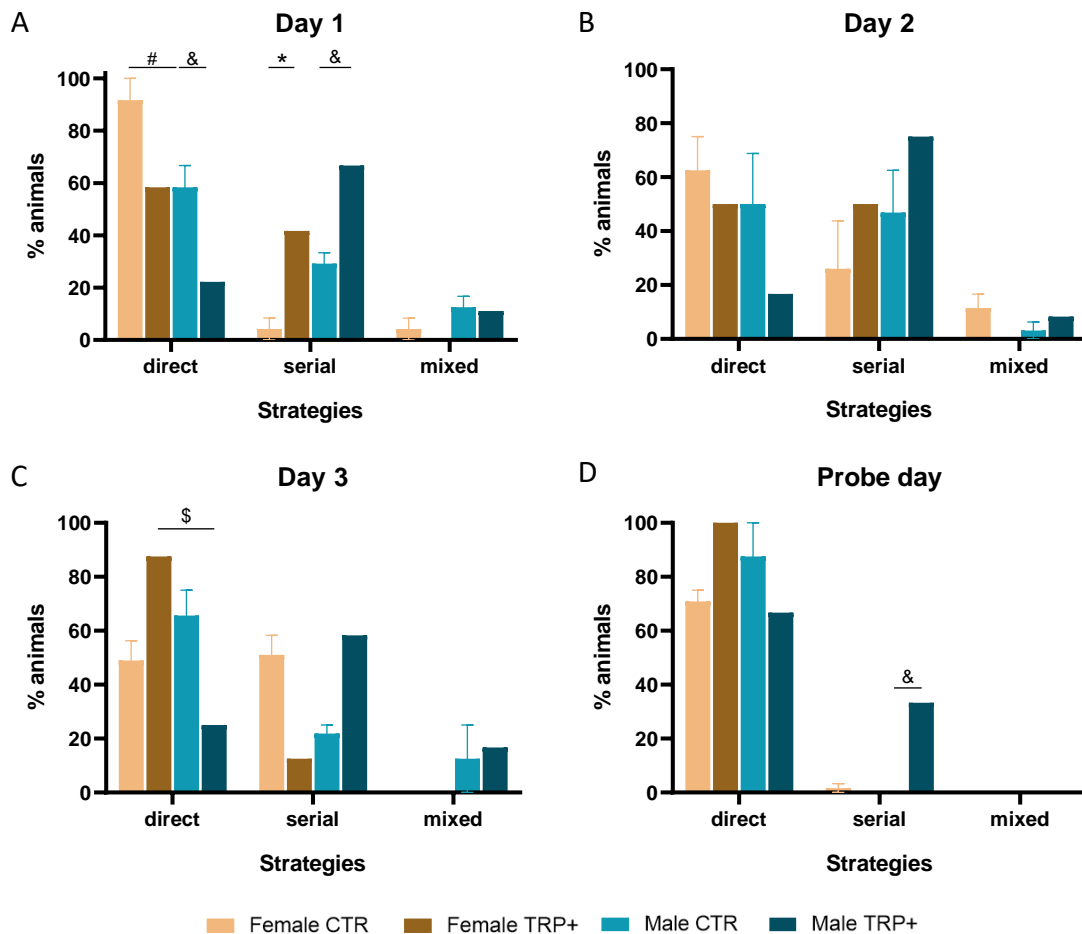 A
Day 1
# & * &
100
80
60
40
20
0
% animals
direct serial mixed
Strategies
B
Day 2
100
80
60
40
20
0
% animals
direct serial mixed
Strategies
C
Day 3
$
100
80
60
40
20
0
% animals
direct serial mixed
Strategies
D
Probe day
100
80
60
40
20
0
&
% animals
direct serial mixed
Strategies
Female CTR Female TRP+ Male CTR Male TRP+